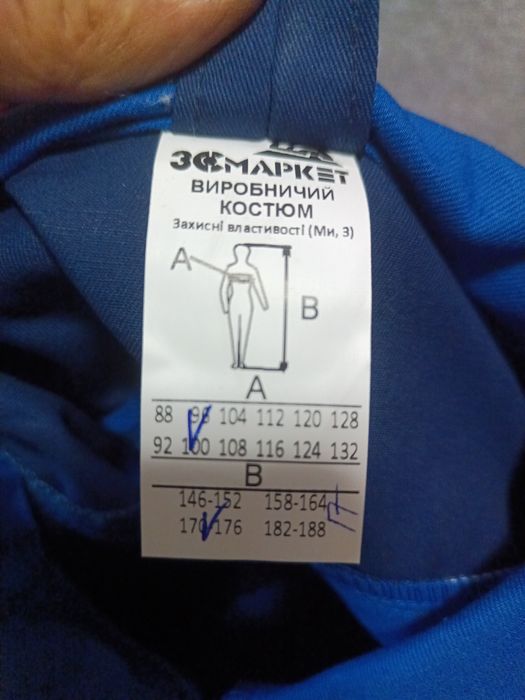 ЗСМАРКЕТ
ВИРОБНИЧИЙ
КОСТЮМ
Захисні властивості (Ми, З)
A
B
A
88 96 104 112 120 128
92 100 108 116 124 132
B
146-152 158-164
170-176 182-188